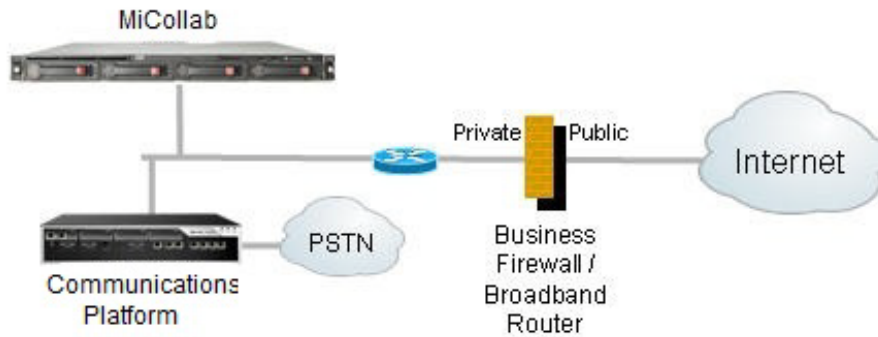 MiCollab
Private
Public
Internet
PSTN
Communications
Platform
Business
Firewall /
Broadband
Router